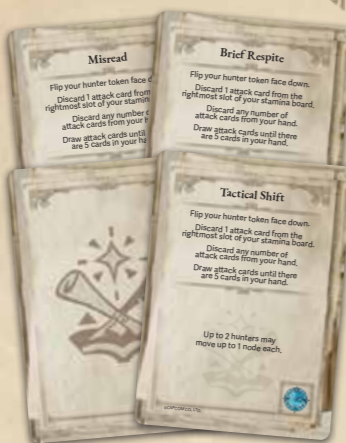 Misread
Flip your hunter token face d
Discard 1 attack card from
rightmost slot of your stamin
Discard any number
attack cards from your
Draw attack cards until
are 5 cards in your ha
Brief Respite
Flip your hunter token face down.
Discard 1 attack card from the
rightmost slot of your stamina board.
Discard any number of
attack cards from your hand.
Draw attack cards until there
are 5 cards in your hand.
Tactical Shift
Flip your hunter token face down.
Discard 1 attack card from the
rightmost slot of your stamina board.
Discard any number of
attack cards from your hand.
Draw attack cards until there
are 5 cards in your hand.
Up to 2 hunters may
move up to 1 node each.